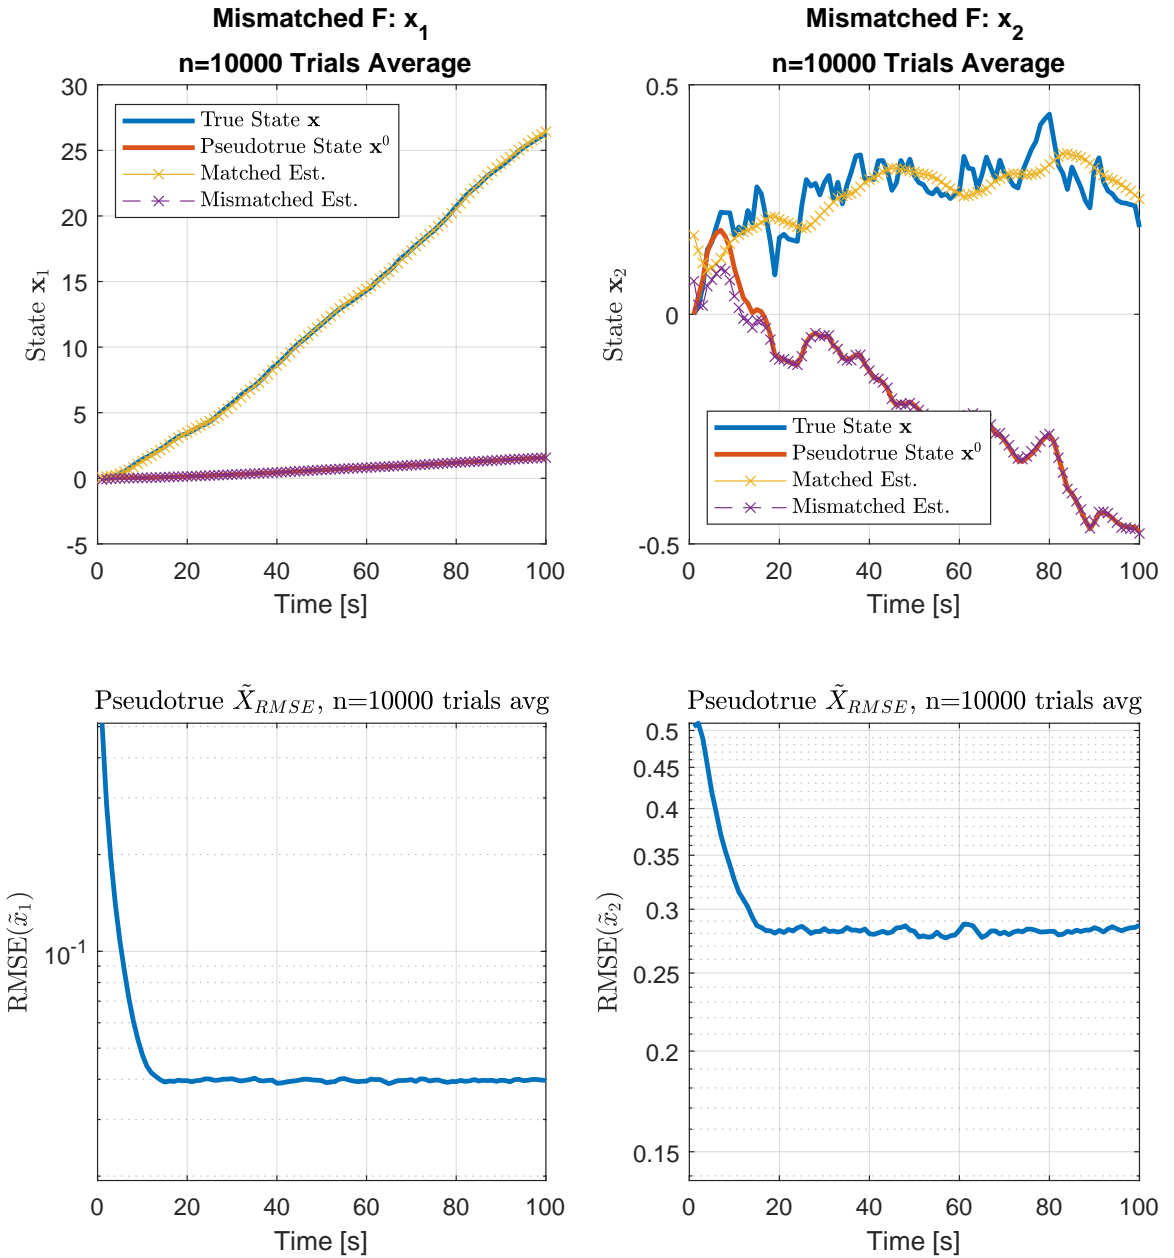 Mismatched F: x1
n=10000 Trials Average
30
25
20
15
10
5
0
-5
State x1
True State x
Pseudotrue State x^0
Matched Est.
Mismatched Est.
0 20 40 60 80 100
Time [s]
Mismatched F: x2
n=10000 Trials Average
0.5
0
-0.5
State x2
True State x
Pseudotrue State x^0
Matched Est.
Mismatched Est.
0 20 40 60 80 100
Time [s]
Pseudotrue X̃RMSE, n=10000 trials avg
10^-1
RMSE(x̃1)
0 20 40 60 80 100
Time [s]
Pseudotrue X̃RMSE, n=10000 trials avg
0.5
0.45
0.4
0.35
0.3
0.25
0.2
0.15
RMSE(x̃2)
0 20 40 60 80 100
Time [s]